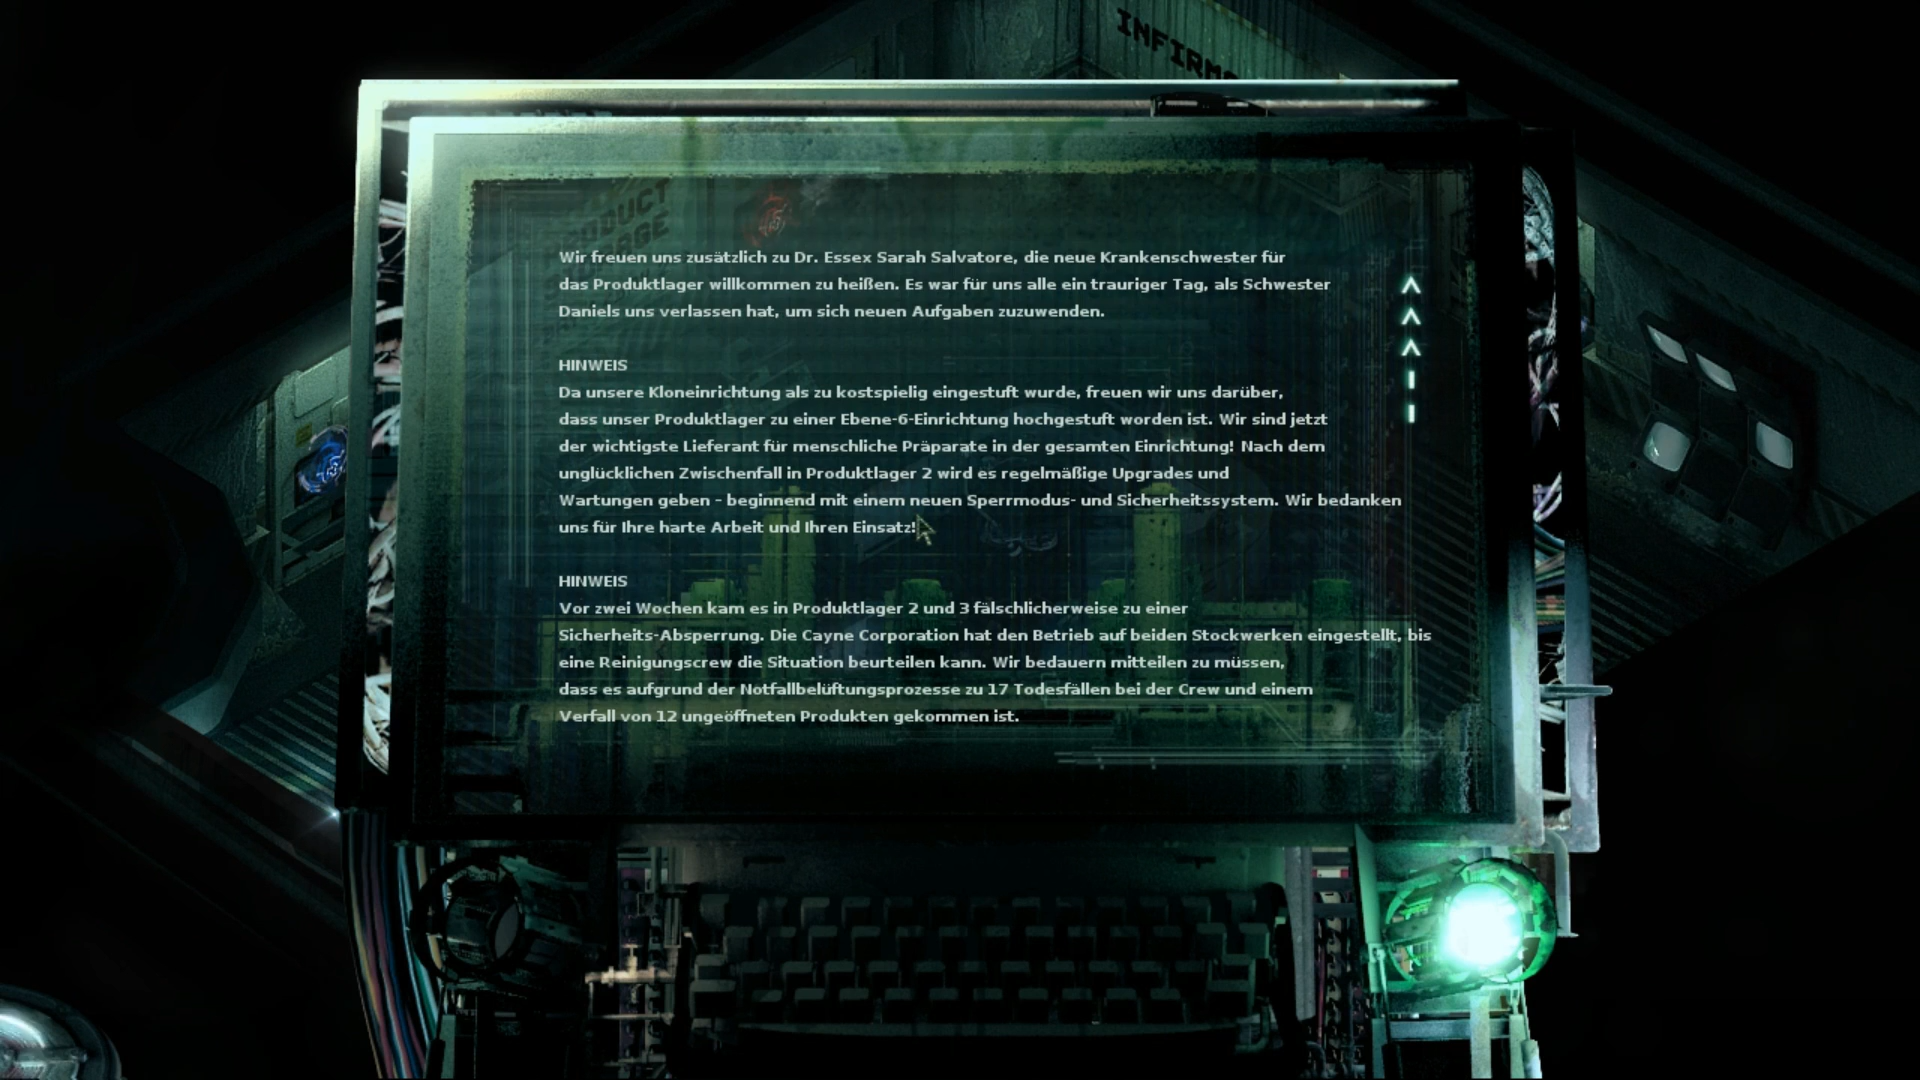 INFIRMA
PRODUCT
Wir freuen uns zusätzlich zu Dr. Essex Sarah Salvatore, die neue Krankenschwester für
das Produktlager willkommen zu heißen. Es war für uns alle ein trauriger Tag, als Schwester
Daniels uns verlassen hat, um sich neuen Aufgaben zuzuwenden.
HINWEIS
Da unsere Kloneinrichtung als zu kostspielig eingestuft wurde, freuen wir uns darüber,
dass unser Produktlager zu einer Ebene-6-Einrichtung hochgestuft worden ist. Wir sind jetzt
der wichtigste Lieferant für menschliche Präparate in der gesamten Einrichtung! Nach dem
unglücklichen Zwischenfall in Produktlager 2 wird es regelmäßige Upgrades und
Wartungen geben - beginnend mit einem neuen Sperrmodus- und Sicherheitssystem. Wir bedanken
uns für Ihre harte Arbeit und Ihren Einsatz!
HINWEIS
Vor zwei Wochen kam es in Produktlager 2 und 3 fälschlicherweise zu einer
Sicherheits-Absperrung. Die Cayne Corporation hat den Betrieb auf beiden Stockwerken eingestellt, bis
eine Reinigungscrew die Situation beurteilen kann. Wir bedauern mitteilen zu müssen,
dass es aufgrund der Notfallbelüftungsprozesse zu 17 Todesfällen bei der Crew und einem
Verfall von 12 ungeöffneten Produkten gekommen ist.